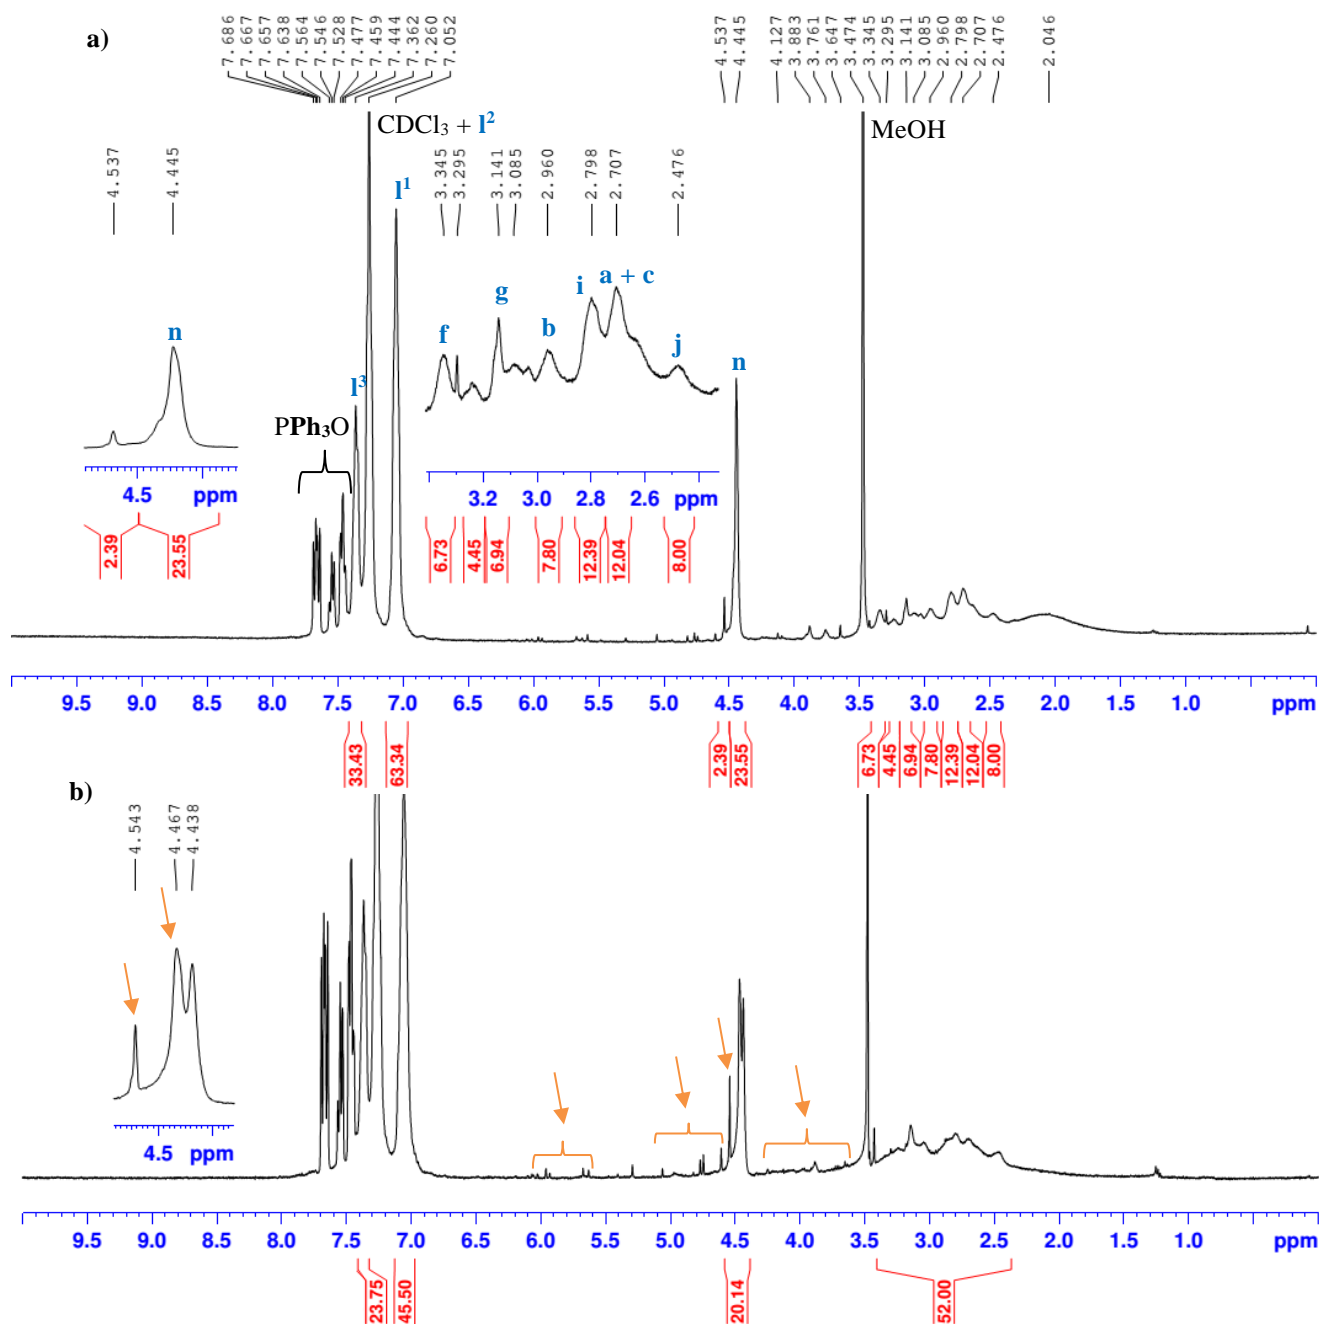 a)
7.686 7.667 7.657 7.638 7.564 7.546 7.528 7.477 7.459 7.444 7.362 7.260 7.052
4.537 4.445 4.127 3.883 3.761 3.647 3.474 3.345 3.295 3.141 3.085 2.960 2.798 2.707 2.476 2.046
CDCl₃ + l²
MeOH
4.537 4.445
3.345 3.295 3.141 3.085 2.960 2.798 2.707 2.476
l¹
f g b i a + c j
n
n
l³
PPh₃O
4.5 ppm
3.2 3.0 2.8 2.6 ppm
2.39 23.55
6.73 4.45 6.94 7.80 12.39 12.04 8.00
9.5 9.0 8.5 8.0 7.5 7.0 6.5 6.0 5.5 5.0 4.5 4.0 3.5 3.0 2.5 2.0 1.5 1.0 ppm
33.43 63.34 2.39 23.55 6.73 4.45 6.94 7.80 12.39 12.04 8.00
b)
4.543 4.467 4.438
4.5 ppm
9.5 9.0 8.5 8.0 7.5 7.0 6.5 6.0 5.5 5.0 4.5 4.0 3.5 3.0 2.5 2.0 1.5 1.0 ppm
23.75 45.50 20.14 52.00